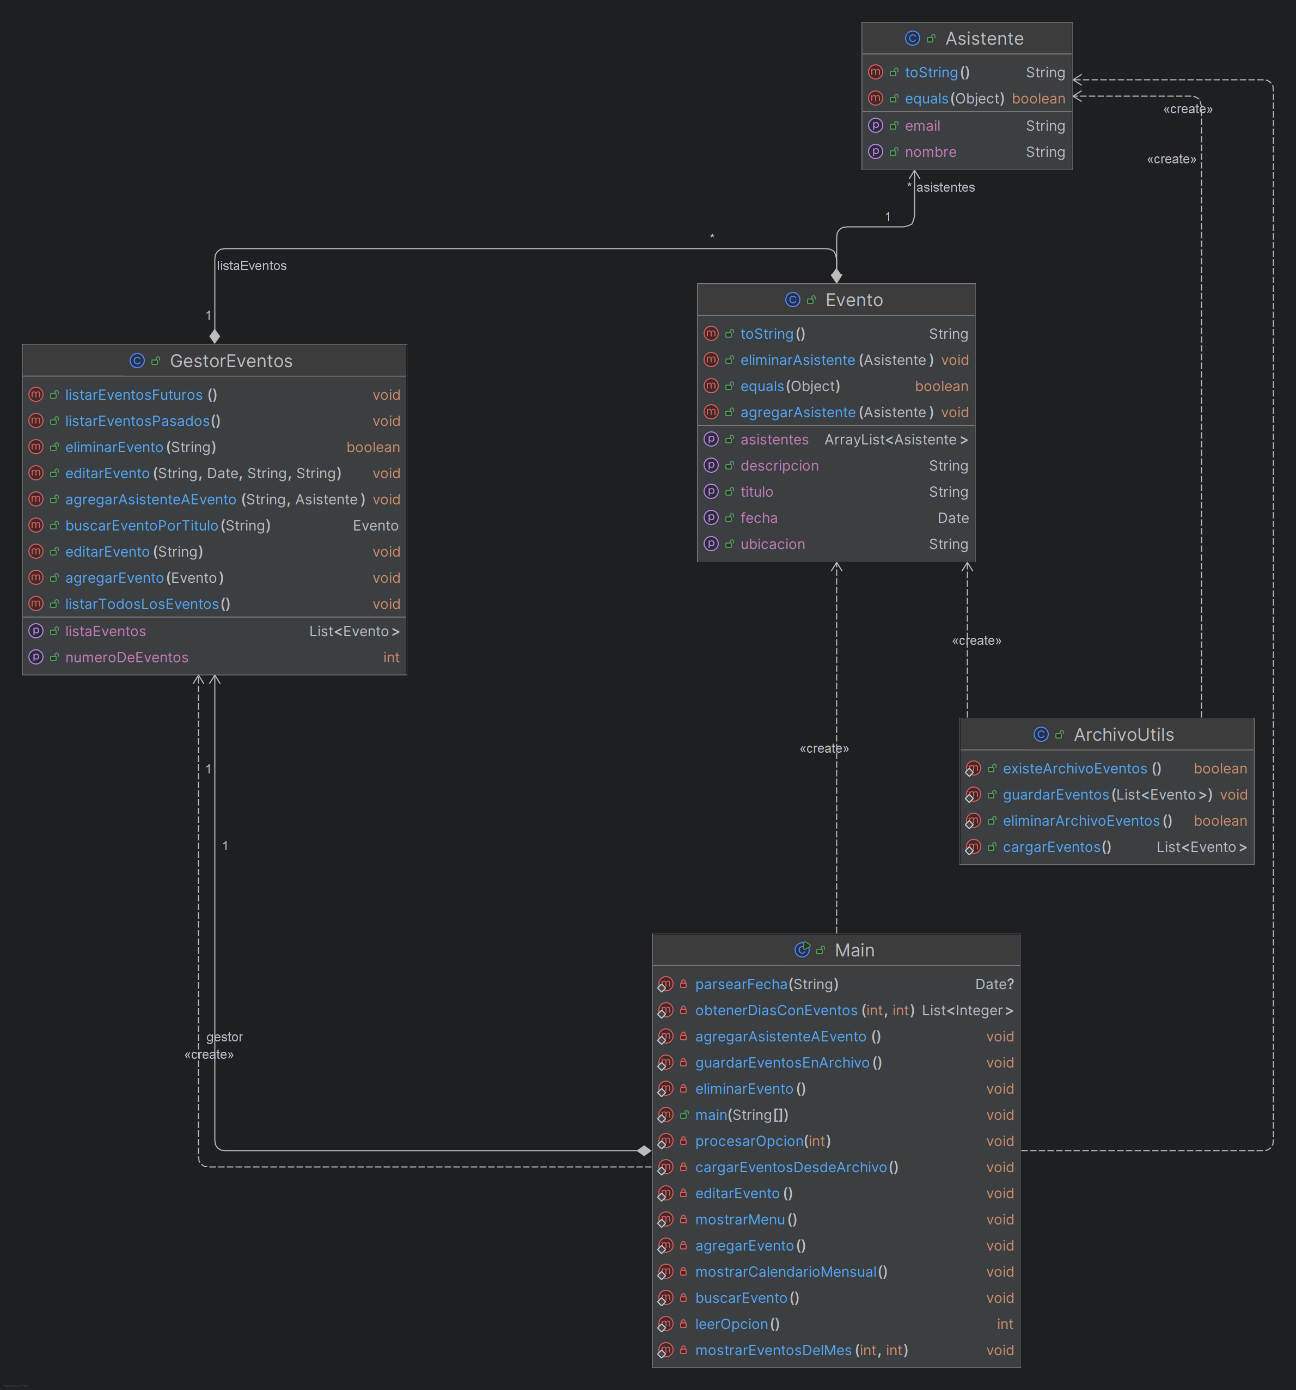 Asistente
toString() String
equals(Object) boolean
email String
nombre String
«create»
«create»
* asistentes
1
*
listaEventos
1
Evento
toString() String
eliminarAsistente(Asistente) void
equals(Object) boolean
agregarAsistente(Asistente) void
asistentes ArrayList<Asistente>
descripcion String
titulo String
fecha Date
ubicacion String
GestorEventos
listarEventosFuturos() void
listarEventosPasados() void
eliminarEvento(String) boolean
editarEvento(String, Date, String, String) void
agregarAsistenteAEvento(String, Asistente) void
buscarEventoPorTitulo(String) Evento
editarEvento(String) void
agregarEvento(Evento) void
listarTodosLosEventos() void
listaEventos List<Evento>
numeroDeEventos int
«create»
«create»
1
1
ArchivoUtils
existeArchivoEventos() boolean
guardarEventos(List<Evento>) void
eliminarArchivoEventos() boolean
cargarEventos() List<Evento>
gestor
«create»
Main
parsearFecha(String) Date?
obtenerDiasConEventos(int, int) List<Integer>
agregarAsistenteAEvento() void
guardarEventosEnArchivo() void
eliminarEvento() void
main(String[]) void
procesarOpcion(int) void
cargarEventosDesdeArchivo() void
editarEvento() void
mostrarMenu() void
agregarEvento() void
mostrarCalendarioMensual() void
buscarEvento() void
leerOpcion() int
mostrarEventosDelMes(int, int) void